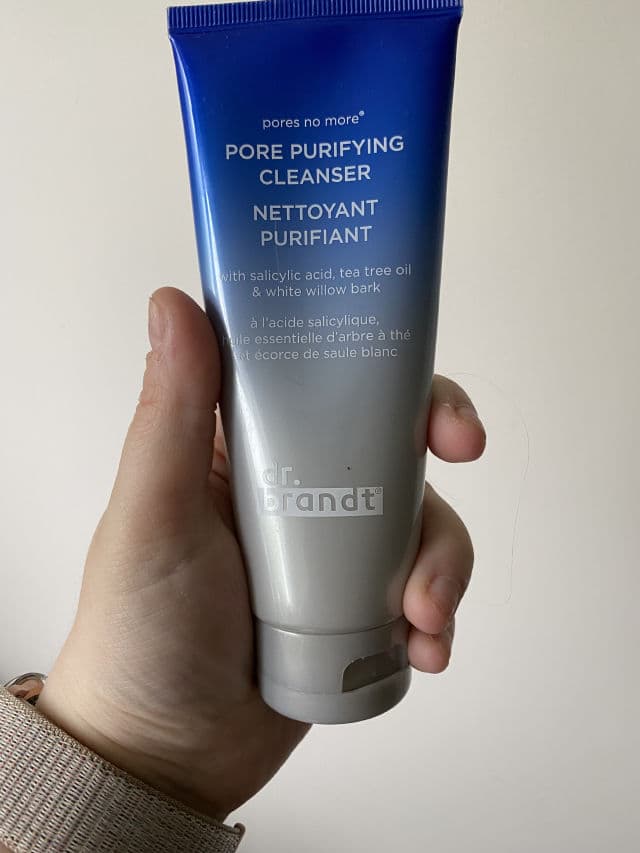 pores no more®
PORE PURIFYING
CLEANSER
NETTOYANT
PURIFIANT
with salicylic acid, tea tree oil
& white willow bark
à l'acide salicylique,
huile essentielle d'arbre à thé
et écorce de saule blanc
dr.
brandt®